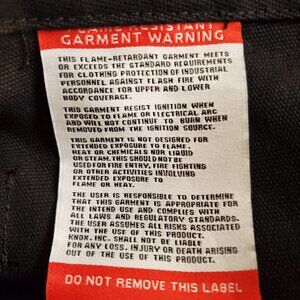 FLAME-RESISTANT
GARMENT WARNING
THIS FLAME-RETARDANT GARMENT MEETS
OR EXCEEDS THE STANDARD REQUIREMENTS
FOR CLOTHING PROTECTION OF INDUSTRIAL
PERSONNEL AGAINST FLASH FIRE WITH
ACCORDANCE FOR UPPER AND LOWER
BODY COVERAGE.
THIS GARMENT RESIST IGNITION WHEN
EXPOSED TO FLAME OR ELECTRICAL ARC
AND WILL NOT CONTINUE TO BURN WHEN
REMOVED FROM THE IGNITION SOURCE.
THIS GARMENT IS NOT DESIGNED FOR
EXTENDED EXPOSURE TO FLAME,
HEAT OR CHEMICALS NOR LIQUID
OR STEAM. THIS SHOULD NOT BE
USED FOR FIRE ENTRY, FIRE FIGHTING
OR OTHER ACTIVITIES INVOLVING
EXTENDED EXPOSURE TO
FLAME OR HEAT.
THE USER IS RESPONSIBLE TO DETERMINE
THAT THIS GARMENT IS APPROPRIATE FOR
THE INTEND USE AND COMPLIES WITH
ALL LAWS AND REGULATORY STANDARDS.
THE USER ASSUMES ALL RISKS ASSOCIATED
WITH THE USE OF THIS PRODUCT.
KNOX, INC. SHALL NOT BE LIABLE
FOR ANY LOSS, INJURY OR DEATH ARISING
OUT OF THE USE OF THIS PRODUCT.
DO NOT REMOVE THIS LABEL